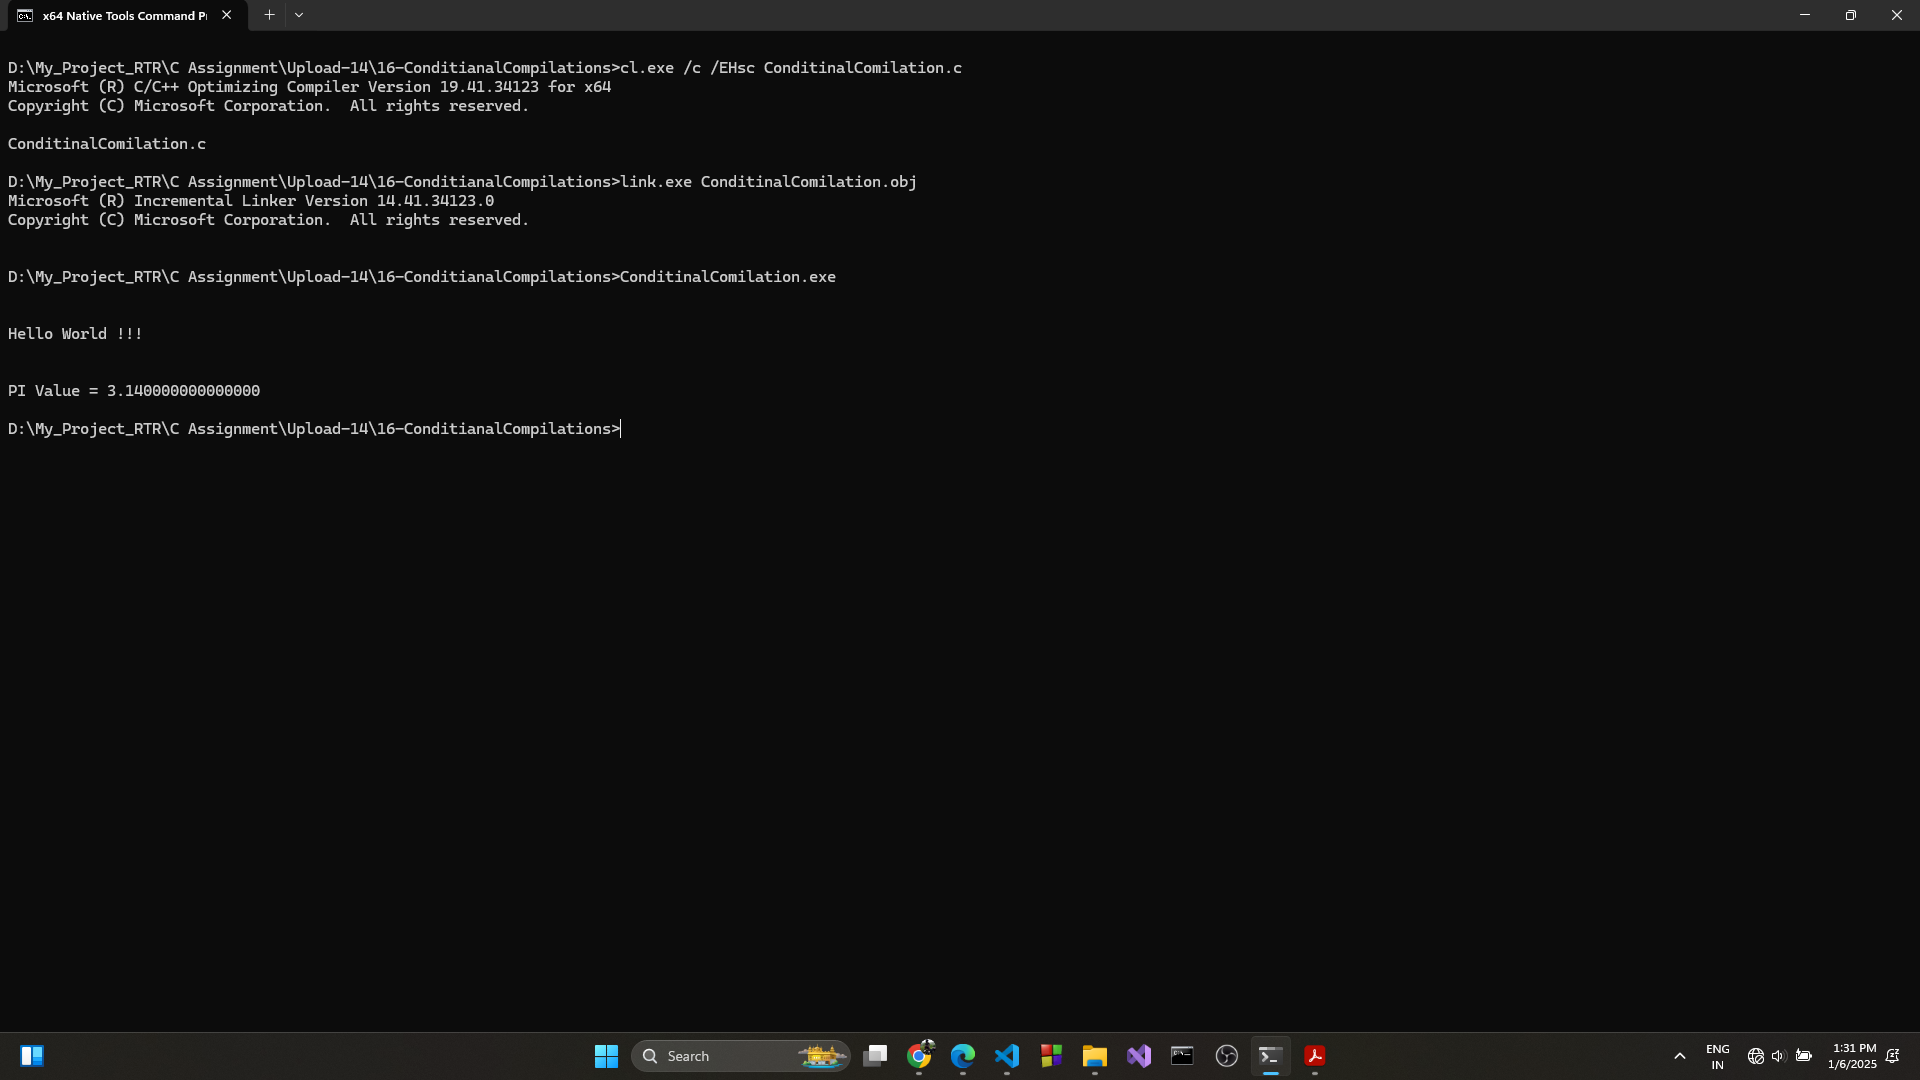 x64 Native Tools Command P
D:\My_Project_RTR\C Assignment\Upload-14\16-ConditianalCompilations>cl.exe /c /EHsc ConditinalComilation.c
Microsoft (R) C/C++ Optimizing Compiler Version 19.41.34123 for x64
Copyright (C) Microsoft Corporation.  All rights reserved.
ConditinalComilation.c
D:\My_Project_RTR\C Assignment\Upload-14\16-ConditianalCompilations>link.exe ConditinalComilation.obj
Microsoft (R) Incremental Linker Version 14.41.34123.0
Copyright (C) Microsoft Corporation.  All rights reserved.
D:\My_Project_RTR\C Assignment\Upload-14\16-ConditianalCompilations>ConditinalComilation.exe
Hello World !!!
PI Value = 3.140000000000000
D:\My_Project_RTR\C Assignment\Upload-14\16-ConditianalCompilations>
Search
ENG
IN
1:31 PM
1/6/2025